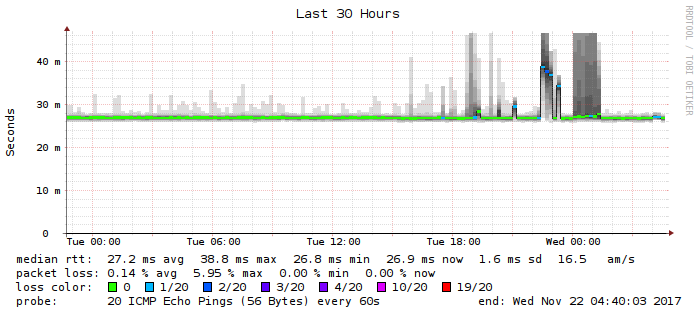 Last 30 Hours
RRDTOOL / TOBI OETIKER
Seconds
40 m
30 m
20 m
10 m
0
Tue 00:00 Tue 06:00 Tue 12:00 Tue 18:00 Wed 00:00
median rtt: 27.2 ms avg 38.8 ms max 26.8 ms min 26.9 ms now 1.6 ms sd 16.5 am/s
packet loss: 0.14 % avg 5.95 % max 0.00 % min 0.00 % now
loss color: 0 1/20 2/20 3/20 4/20 10/20 19/20
probe: 20 ICMP Echo Pings (56 Bytes) every 60s end: Wed Nov 22 04:40:03 2017